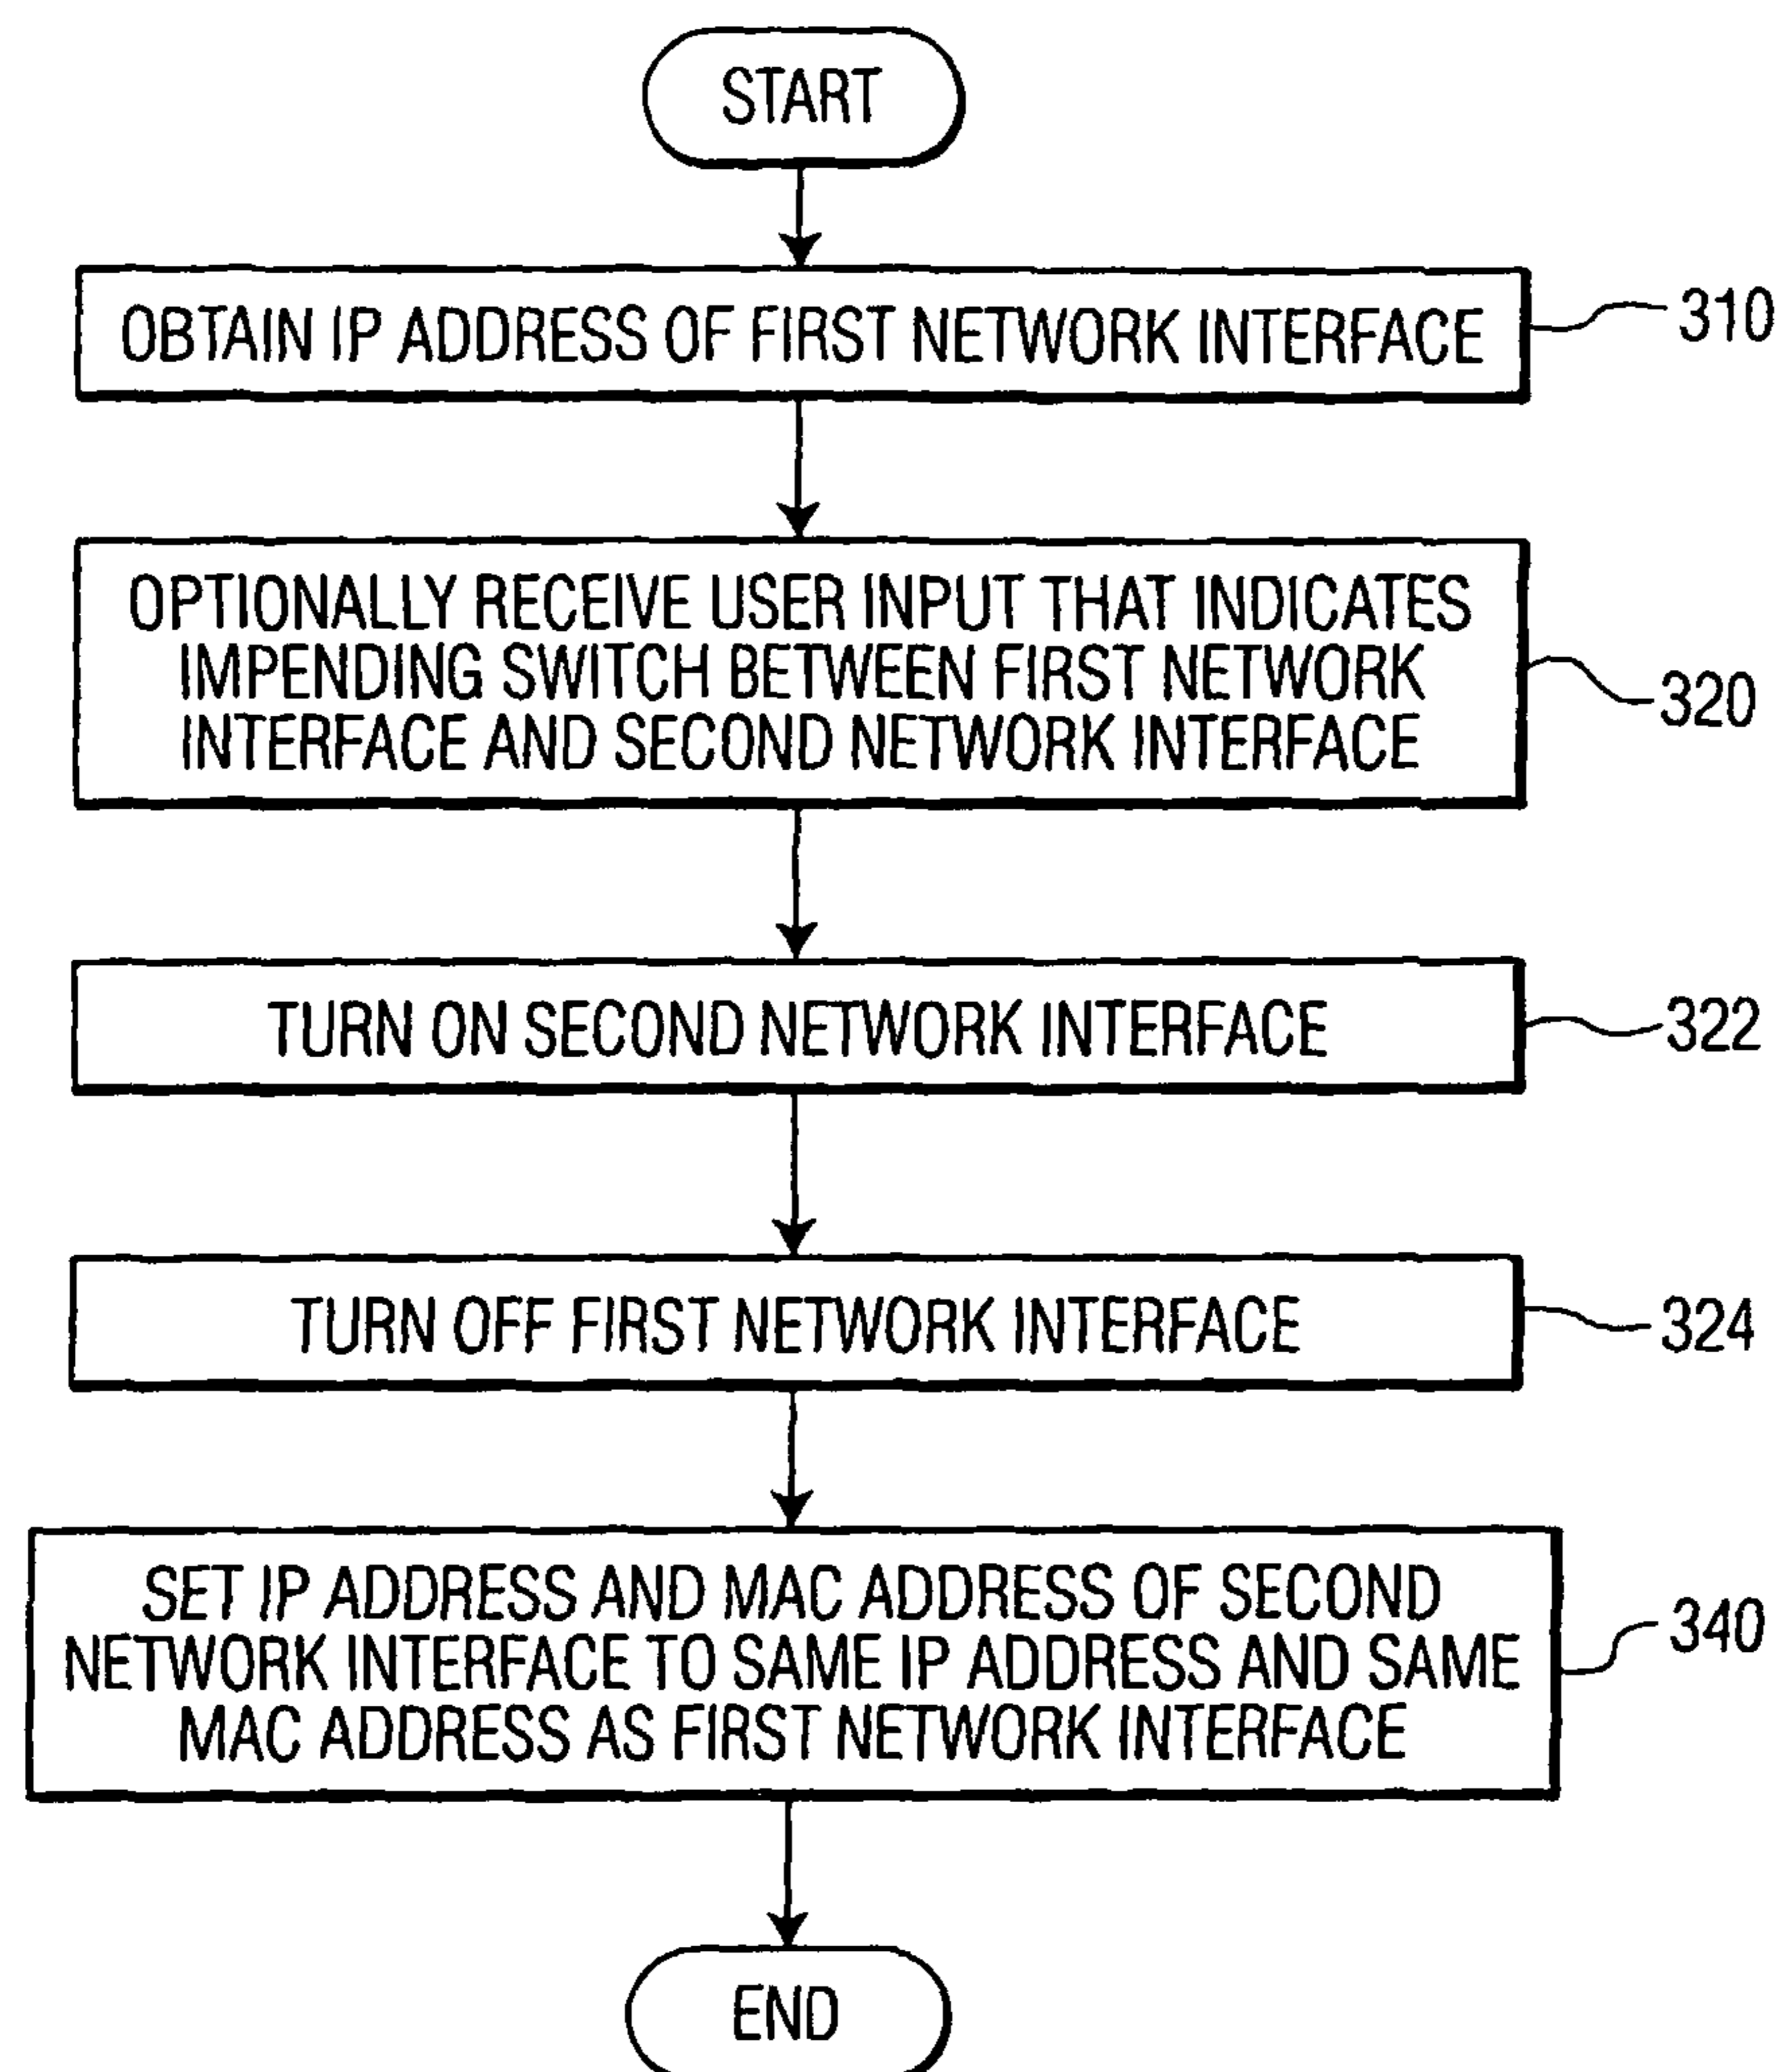 START
OBTAIN IP ADDRESS OF FIRST NETWORK INTERFACE
310
OPTIONALLY RECEIVE USER INPUT THAT INDICATES
IMPENDING SWITCH BETWEEN FIRST NETWORK
INTERFACE AND SECOND NETWORK INTERFACE
320
TURN ON SECOND NETWORK INTERFACE
322
TURN OFF FIRST NETWORK INTERFACE
324
SET IP ADDRESS AND MAC ADDRESS OF SECOND
NETWORK INTERFACE TO SAME IP ADDRESS AND SAME
MAC ADDRESS AS FIRST NETWORK INTERFACE
340
END